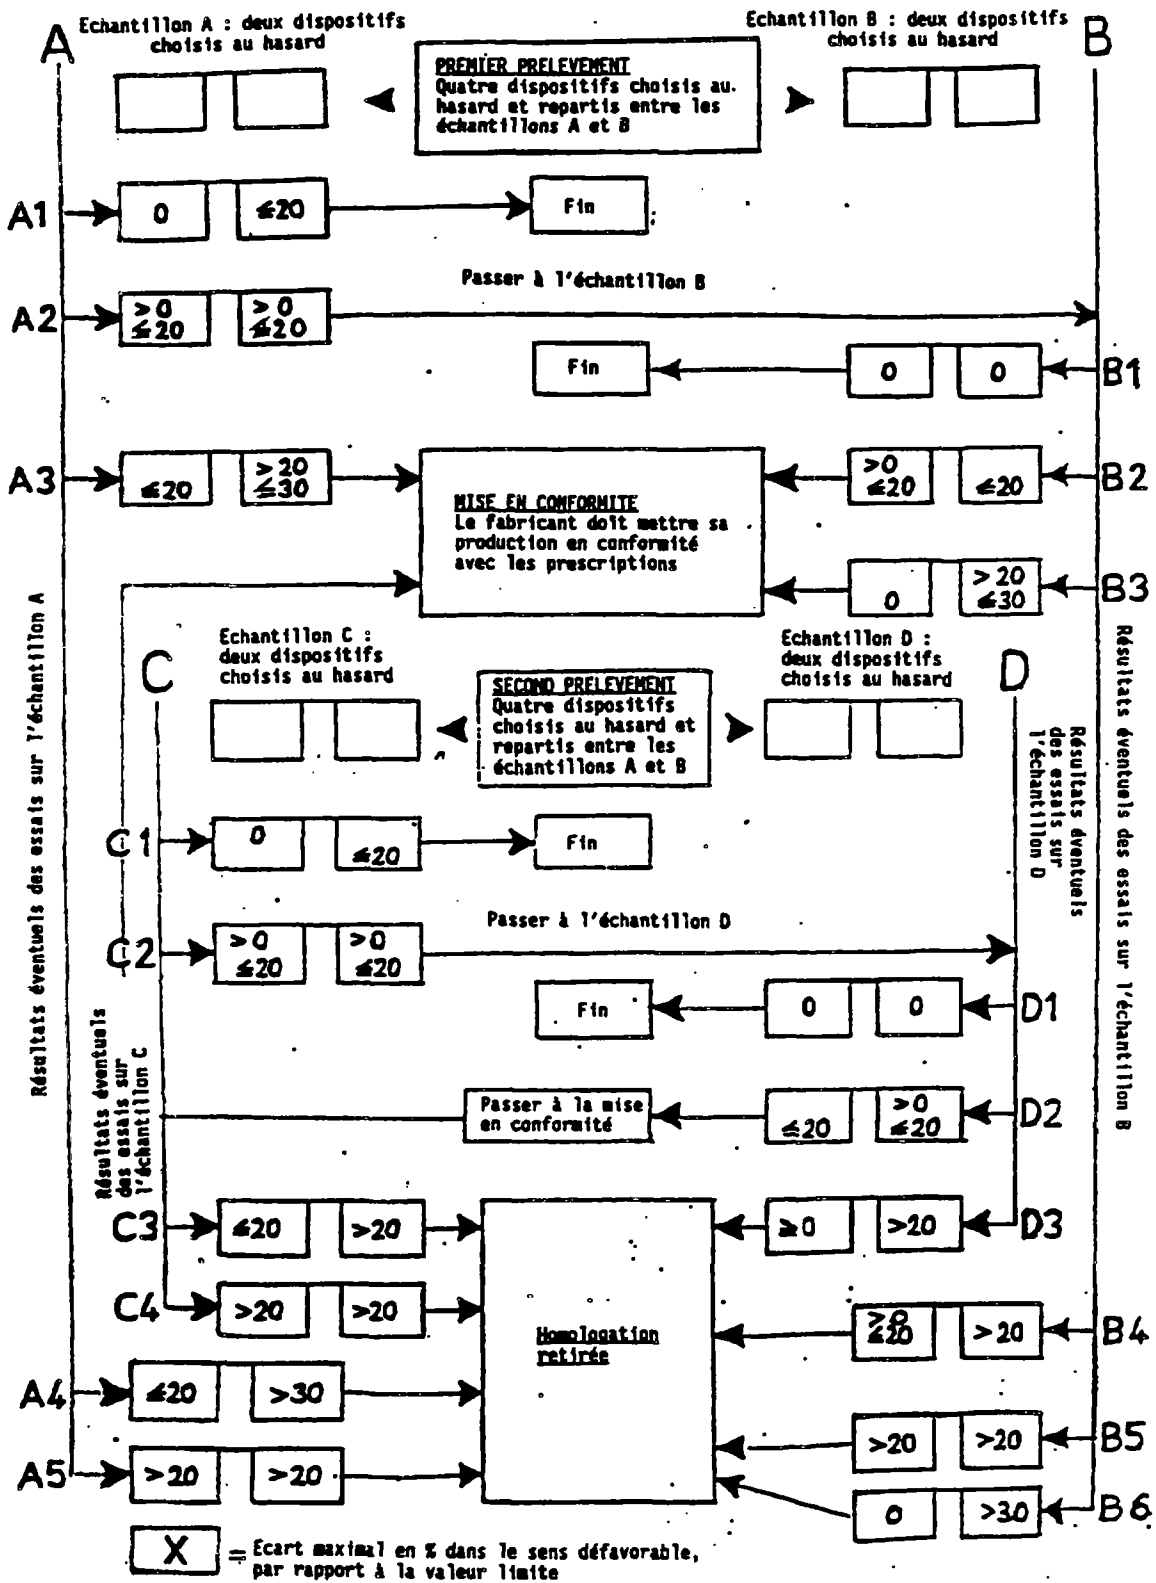 A
Echantillon A : deux dispositifs
choisis au hasard
Echantillon B : deux dispositifs
choisis au hasard
B
PREMIER PRELEVEMENT
Quatre dispositifs choisis au
hasard et repartis entre les
échantillons A et B
A1
0
≤20
Fin
Passer à l'échantillon B
A2
>0
≤20
>0
≤20
Fin
0
0
B1
A3
≤20
>20
≤30
MISE EN CONFORMITE
Le fabricant doit mettre sa
production en conformité
avec les prescriptions
>0
≤20
≤20
B2
0
>20
≤30
B3
Résultats éventuels des essais sur l'échantillon A
Résultats éventuels des essais sur l'échantillon B
C
Echantillon C :
deux dispositifs
choisis au hasard
SECOND PRELEVEMENT
Quatre dispositifs
choisis au hasard et
repartis entre les
échantillons A et B
Echantillon D :
deux dispositifs
choisis au hasard
D
Résultats éventuels
des essais sur
l'échantillon D
C1
0
≤20
Fin
Passer à l'échantillon D
C2
>0
≤20
>0
≤20
Fin
0
0
D1
Résultats éventuels
des essais sur
l'échantillon C
Passer à la mise
en conformité
≤20
>0
≤20
D2
C3
≤20
>20
≥0
>20
D3
C4
>20
>20
Homologation
retirée
>0
≤20
>20
B4
A4
≤20
>30
>20
>20
B5
A5
>20
>20
0
>30
B6
X
= Ecart maximal en % dans le sens défavorable,
par rapport à la valeur limite